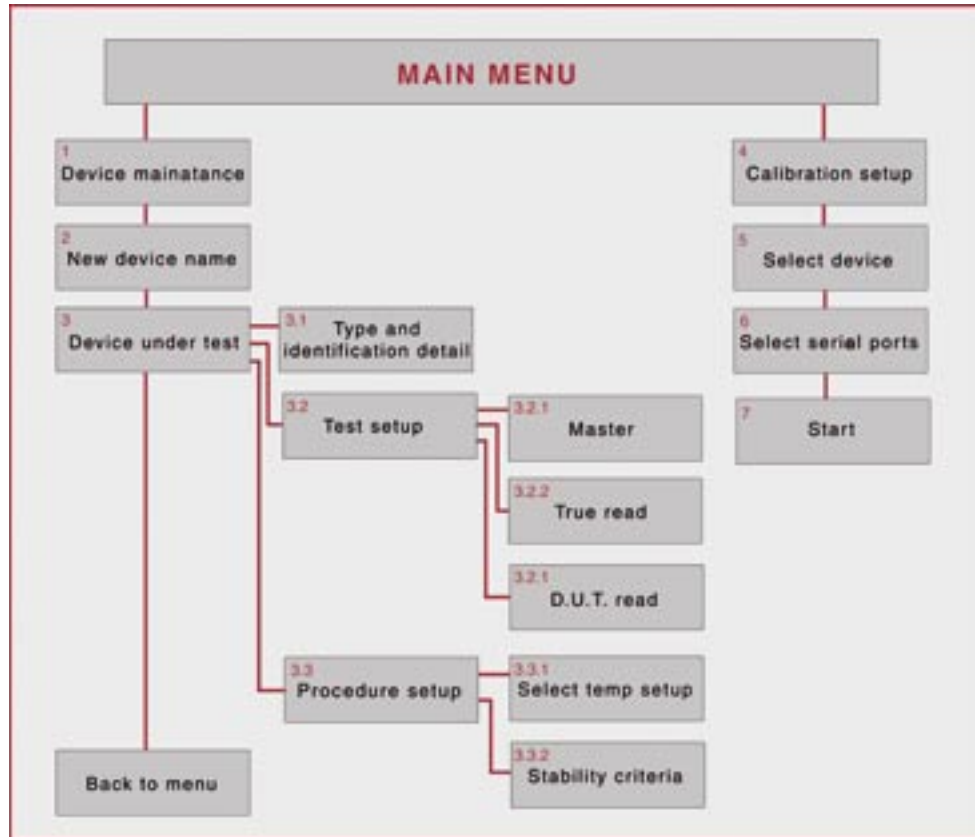 MAIN MENU
1
Device mainatance
2
New device name
3
Device under test
3.1
Type and
identification detail
3.2
Test setup
3.2.1
Master
3.2.2
True read
3.2.1
D.U.T. read
3.3
Procedure setup
3.3.1
Select temp setup
3.3.2
Stability criteria
Back to menu
4
Calibration setup
5
Select device
6
Select serial ports
7
Start